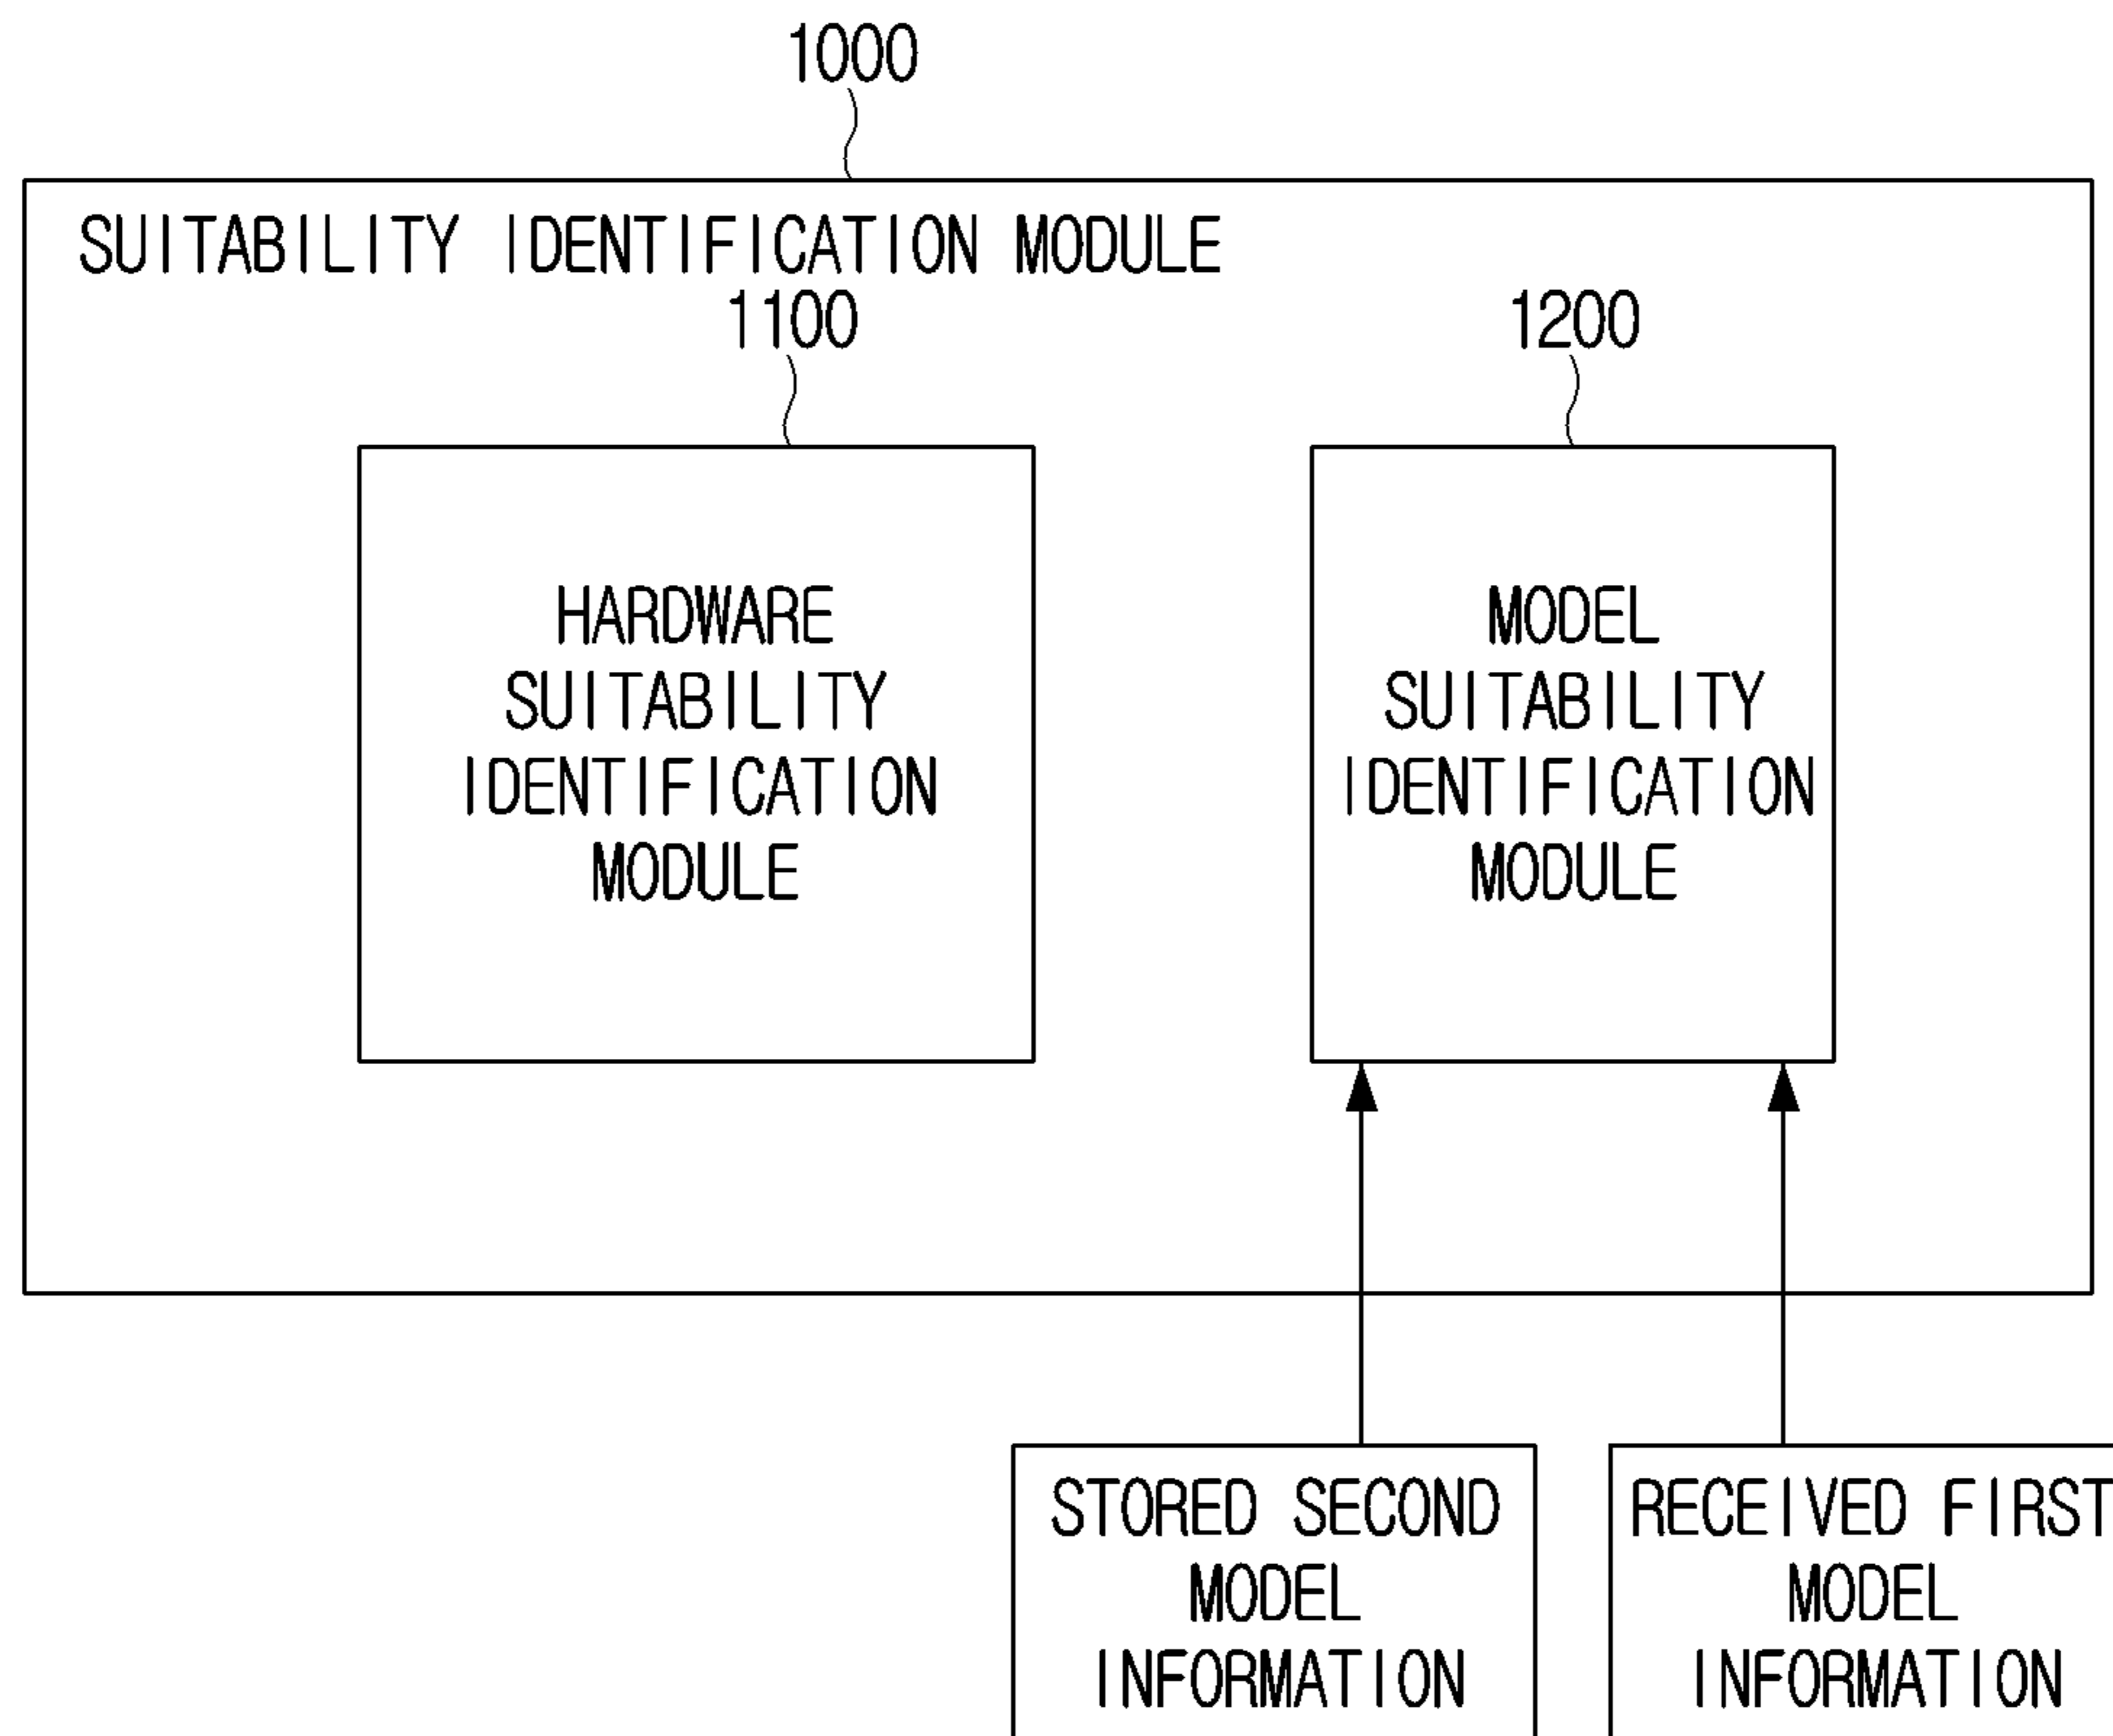 1000
SUITABILITY IDENTIFICATION MODULE
1100
1200
HARDWARE
SUITABILITY
IDENTIFICATION
MODULE
MODEL
SUITABILITY
IDENTIFICATION
MODULE
STORED SECOND
MODEL
INFORMATION
RECEIVED FIRST
MODEL
INFORMATION